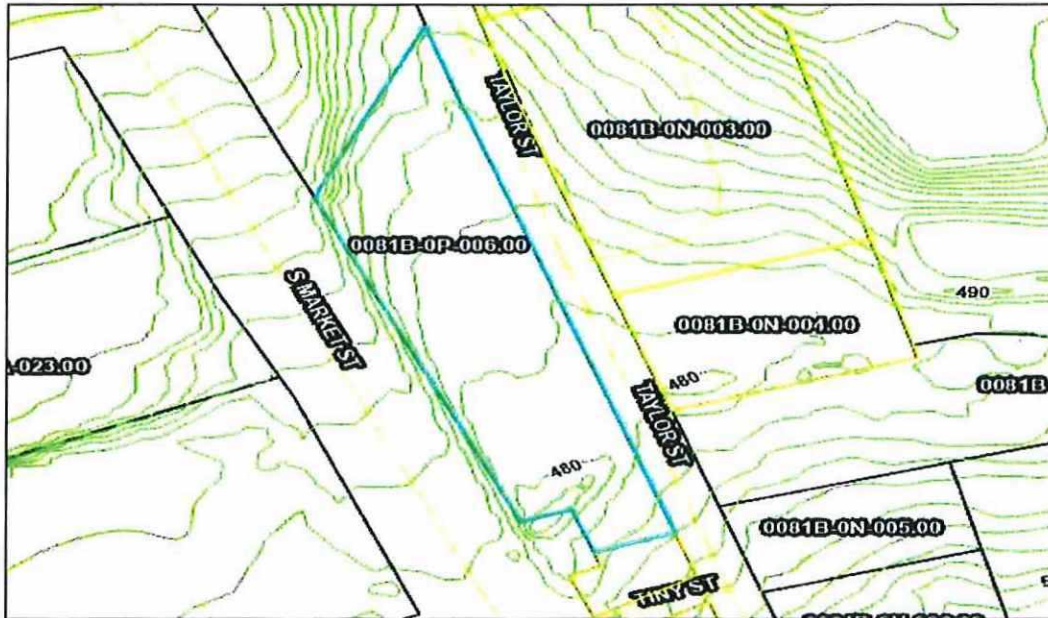 TAYLOR ST
0081B-0N-003.00
0081B-0P-006.00
490
S MARKET ST
0081B-0N-004.00
-023.00
480
0081B
TAYLOR ST
480
0081B-0N-005.00
TINY ST